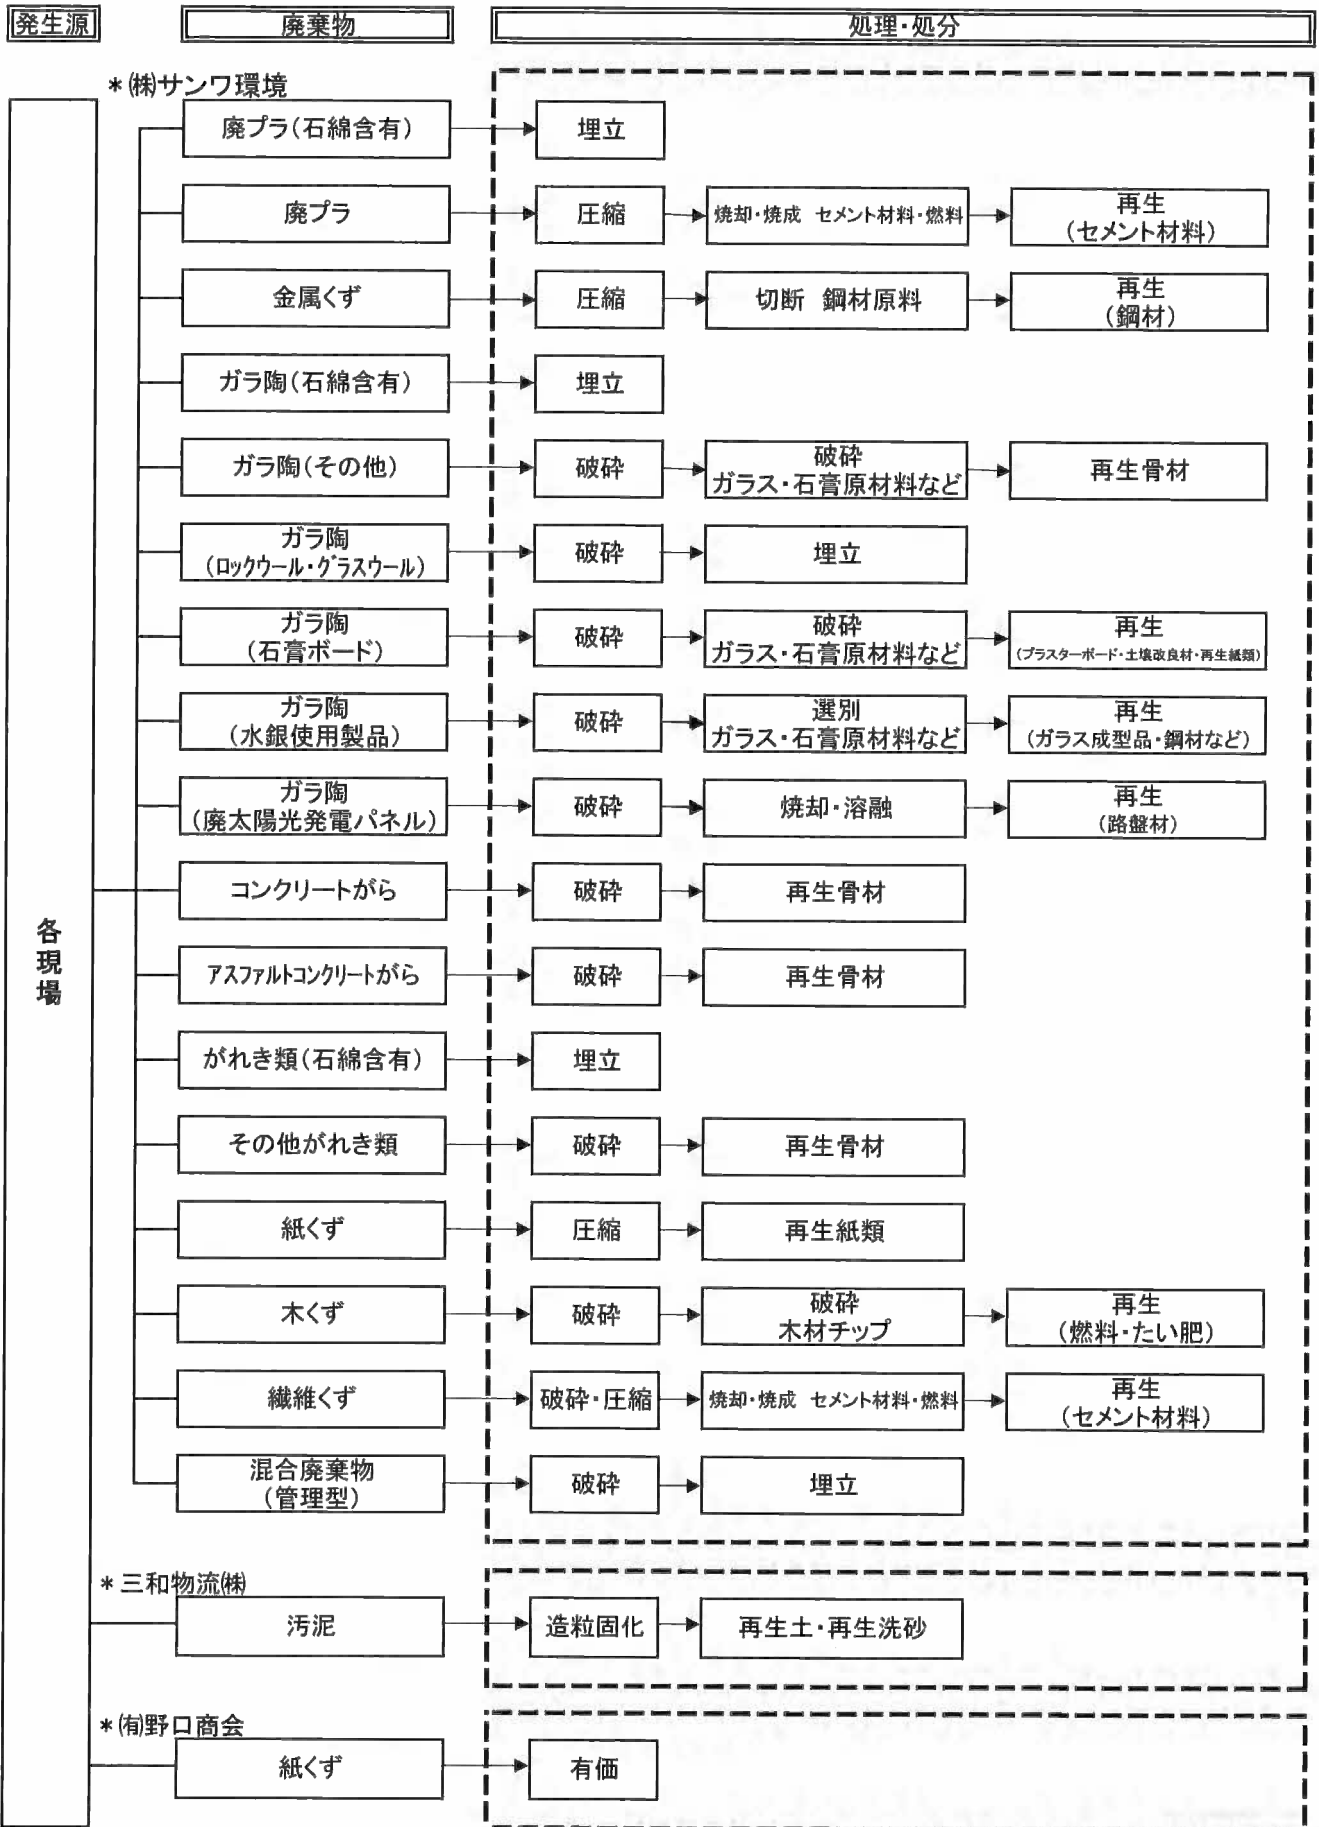 発生源
廃棄物
処理・処分
*㈱サンワ環境
各現場
廃プラ(石綿含有)
埋立
廃プラ
圧縮
焼却・焼成 セメント材料・燃料
再生
(セメント材料)
金属くず
圧縮
切断 鋼材原料
再生
(鋼材)
ガラ陶(石綿含有)
埋立
ガラ陶(その他)
破砕
破砕
ガラス・石膏原材料など
再生骨材
ガラ陶
(ロックウール・グラスウール)
破砕
埋立
ガラ陶
(石膏ボード)
破砕
破砕
ガラス・石膏原材料など
再生
(プラスターボード・土壌改良材・再生紙類)
ガラ陶
(水銀使用製品)
破砕
選別
ガラス・石膏原材料など
再生
(ガラス成型品・鋼材など)
ガラ陶
(廃太陽光発電パネル)
破砕
焼却・溶融
再生
(路盤材)
コンクリートがら
破砕
再生骨材
アスファルトコンクリートがら
破砕
再生骨材
がれき類(石綿含有)
埋立
その他がれき類
破砕
再生骨材
紙くず
圧縮
再生紙類
木くず
破砕
破砕
木材チップ
再生
(燃料・たい肥)
繊維くず
破砕・圧縮
焼却・焼成 セメント材料・燃料
再生
(セメント材料)
混合廃棄物
(管理型)
破砕
埋立
*三和物流㈱
汚泥
造粒固化
再生土・再生洗砂
*㈲野口商会
紙くず
有価